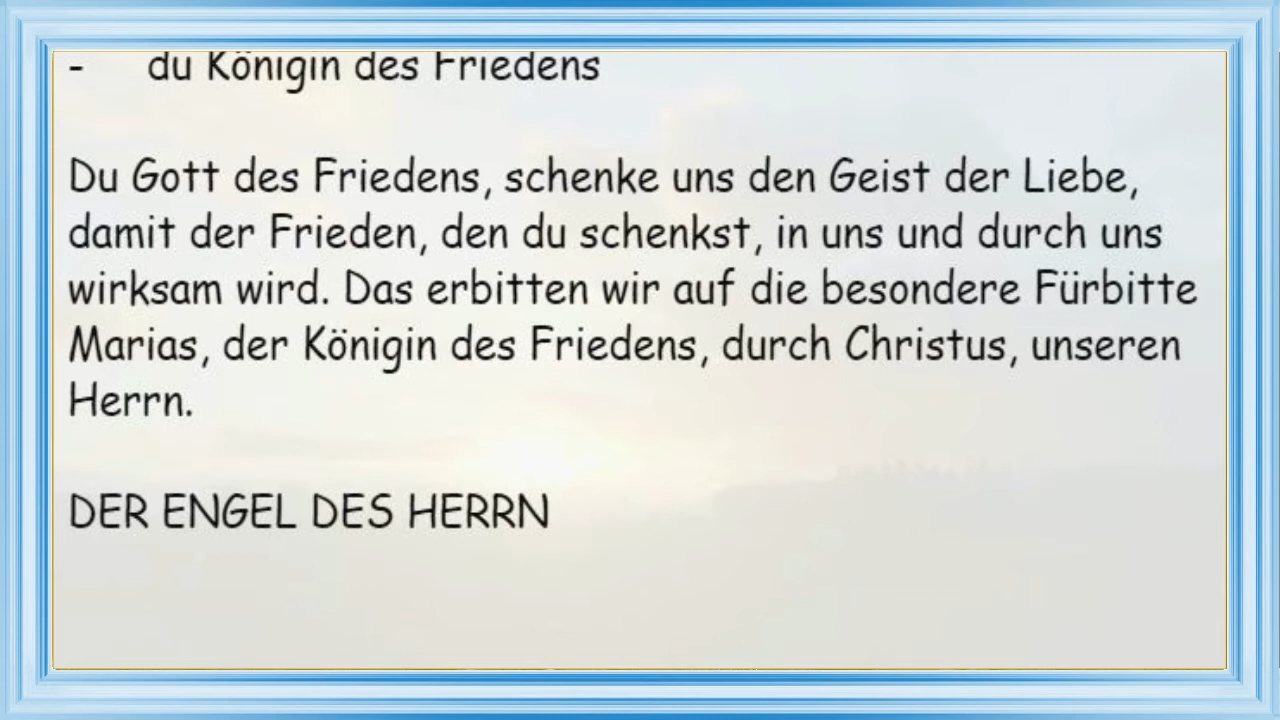 - du Königin des Friedens
Du Gott des Friedens, schenke uns den Geist der Liebe,
damit der Frieden, den du schenkst, in uns und durch uns
wirksam wird. Das erbitten wir auf die besondere Fürbitte
Marias, der Königin des Friedens, durch Christus, unseren
Herrn.
DER ENGEL DES HERRN